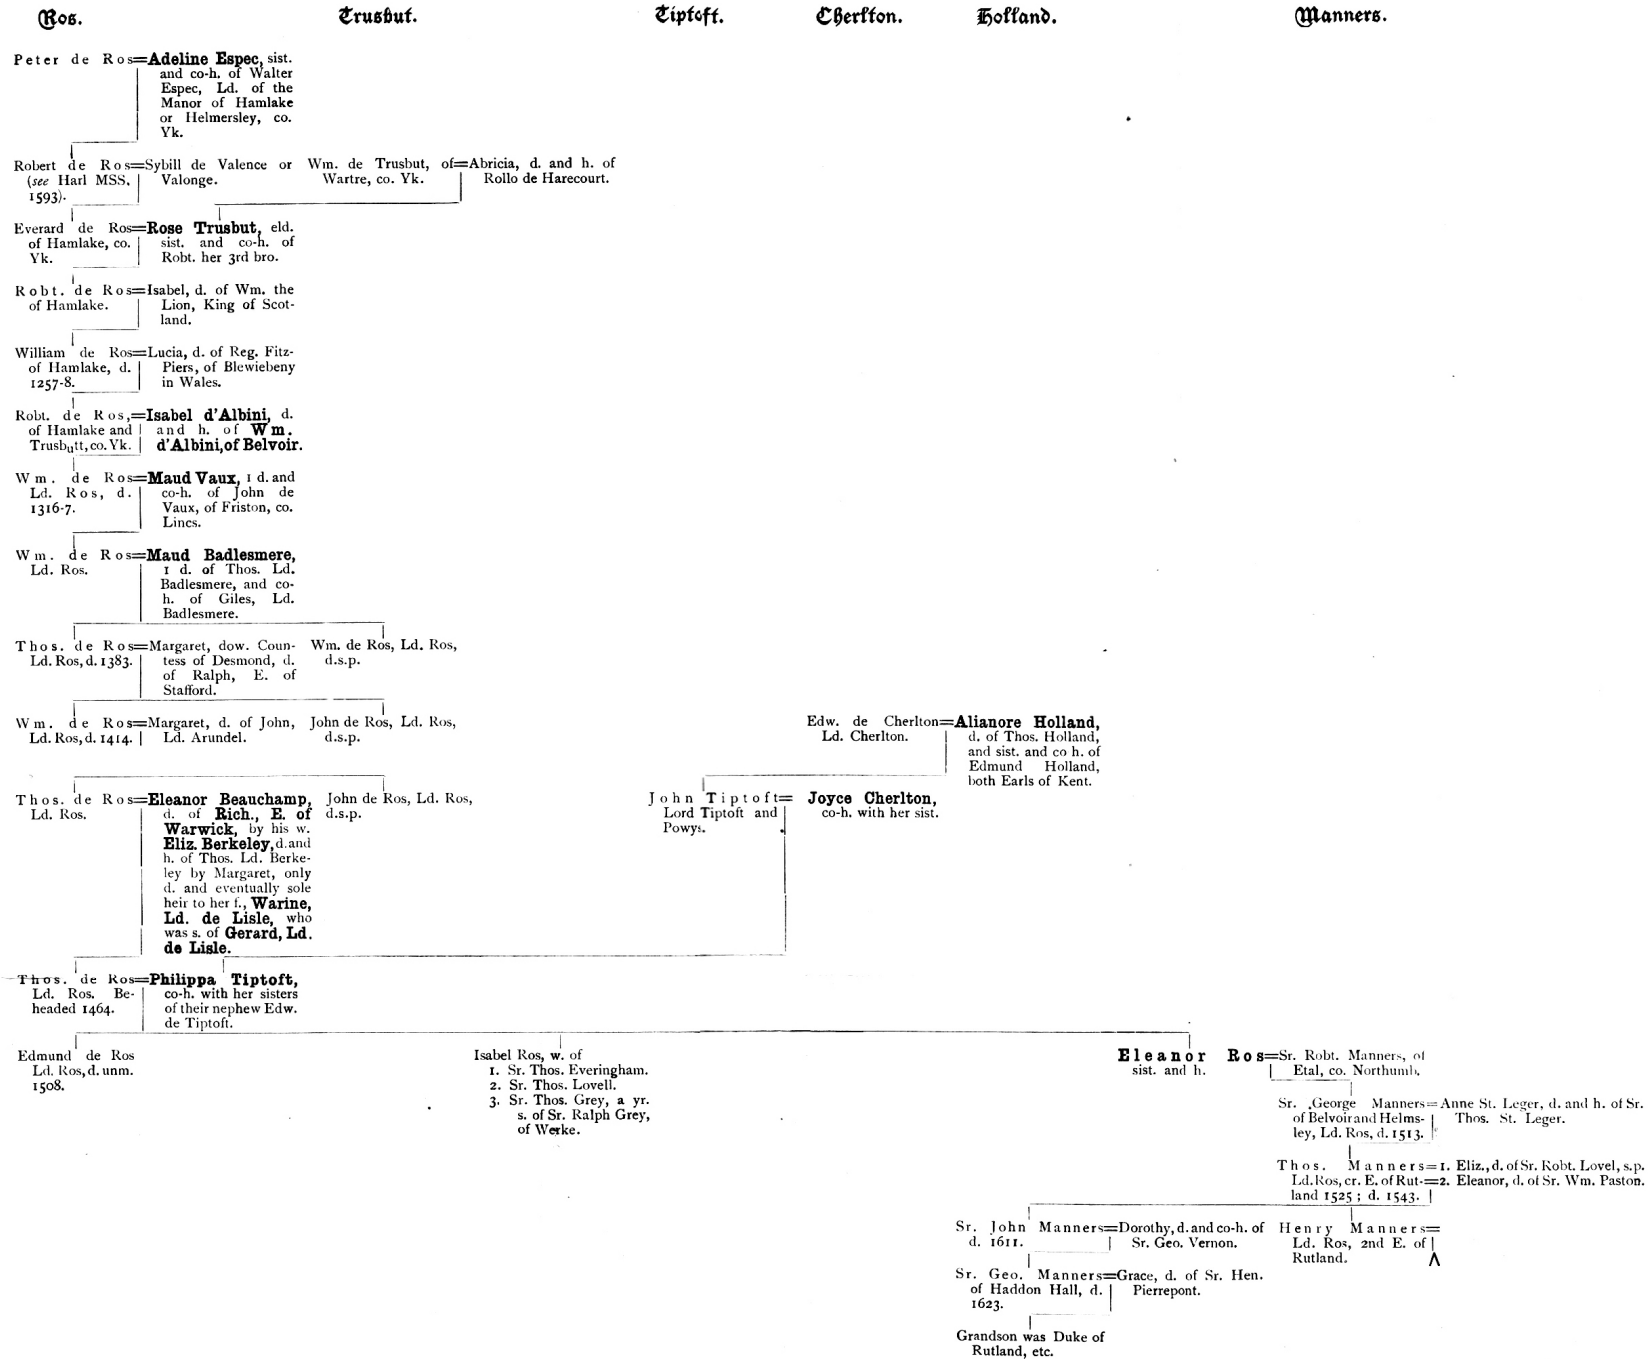 Ros.
Trusbut.
Tiptoft.
Cherlton.
Holland.
Manners.
Peter de Ros=Adeline Espec, sist.
and co-h. of Walter
Espec, Ld. of the
Manor of Hamlake
or Helmersley, co.
Yk.
Robert de Ros=Sybill de Valence or
(see Harl MSS. Valonge.
1593).
Wm. de Trusbut, of=Abricia, d. and h. of
Wartre, co. Yk. Rollo de Harecourt.
Everard de Ros=Rose Trusbut, eld.
of Hamlake, co. sist. and co-h. of
Yk. Robt. her 3rd bro.
Robt. de Ros=Isabel, d. of Wm. the
of Hamlake. Lion, King of Scot-
land.
William de Ros=Lucia, d. of Reg. Fitz-
of Hamlake, d. Piers, of Blewiebeny
1257-8. in Wales.
Robt. de Ros,=Isabel d'Albini, d.
of Hamlake and and h. of Wm.
Trusbutt, co. Yk. d'Albini, of Belvoir.
Wm. de Ros=Maud Vaux, 1 d. and
Ld. Ros, d. co-h. of John de
1316-7. Vaux, of Friston, co.
Lincs.
Wm. de Ros=Maud Badlesmere,
Ld. Ros. 1 d. of Thos. Ld.
Badlesmere, and co-
h. of Giles, Ld.
Badlesmere.
Thos. de Ros=Margaret, dow. Coun-
Ld. Ros, d. 1383. tess of Desmond, d.
of Ralph, E. of
Stafford.
Wm. de Ros, Ld. Ros,
d.s.p.
Wm. de Ros=Margaret, d. of John,
Ld. Ros, d. 1414. Ld. Arundel.
John de Ros, Ld. Ros,
d.s.p.
Edw. de Cherlton=Alianore Holland,
Ld. Cherlton. d. of Thos. Holland,
and sist. and co h. of
Edmund Holland,
both Earls of Kent.
Thos. de Ros=Eleanor Beauchamp,
Ld. Ros. d. of Rich., E. of
Warwick, by his w.
Eliz. Berkeley, d. and
h. of Thos. Ld. Berke-
ley by Margaret, only
d. and eventually sole
heir to her f., Warine,
Ld. de Lisle, who
was s. of Gerard, Ld.
de Lisle.
John de Ros, Ld. Ros,
d.s.p.
John Tiptoft= Joyce Cherlton,
Lord Tiptoft and co-h. with her sist.
Powys.
Thos. de Ros=Philippa Tiptoft,
Ld. Ros. Be- co-h. with her sisters
headed 1464. of their nephew Edw.
de Tiptoft.
Edmund de Ros
Ld. Ros, d. unm.
1508.
Isabel Ros, w. of
1. Sr. Thos. Everingham.
2. Sr. Thos. Lovell.
3. Sr. Thos. Grey, a yr.
s. of Sr. Ralph Grey,
of Werke.
Eleanor Ros=Sr. Robt. Manners, of
sist. and h. Etal, co. Northumb.
Sr. George Manners=Anne St. Leger, d. and h. of Sr.
of Belvoir and Helms- Thos. St. Leger.
ley, Ld. Ros, d. 1513.
Thos. Manners=1. Eliz., d. of Sr. Robt. Lovel, s.p.
Ld. Ros, cr. E. of Rut-=2. Eleanor, d. of Sr. Wm. Paston.
land 1525; d. 1543.
Sr. John Manners=Dorothy, d. and co-h. of
d. 1611. Sr. Geo. Vernon.
Henry Manners=
Ld. Ros, 2nd E. of
Rutland.
Sr. Geo. Manners=Grace, d. of Sr. Hen.
of Haddon Hall, d. Pierrepont.
1623.
Grandson was Duke of
Rutland, etc.